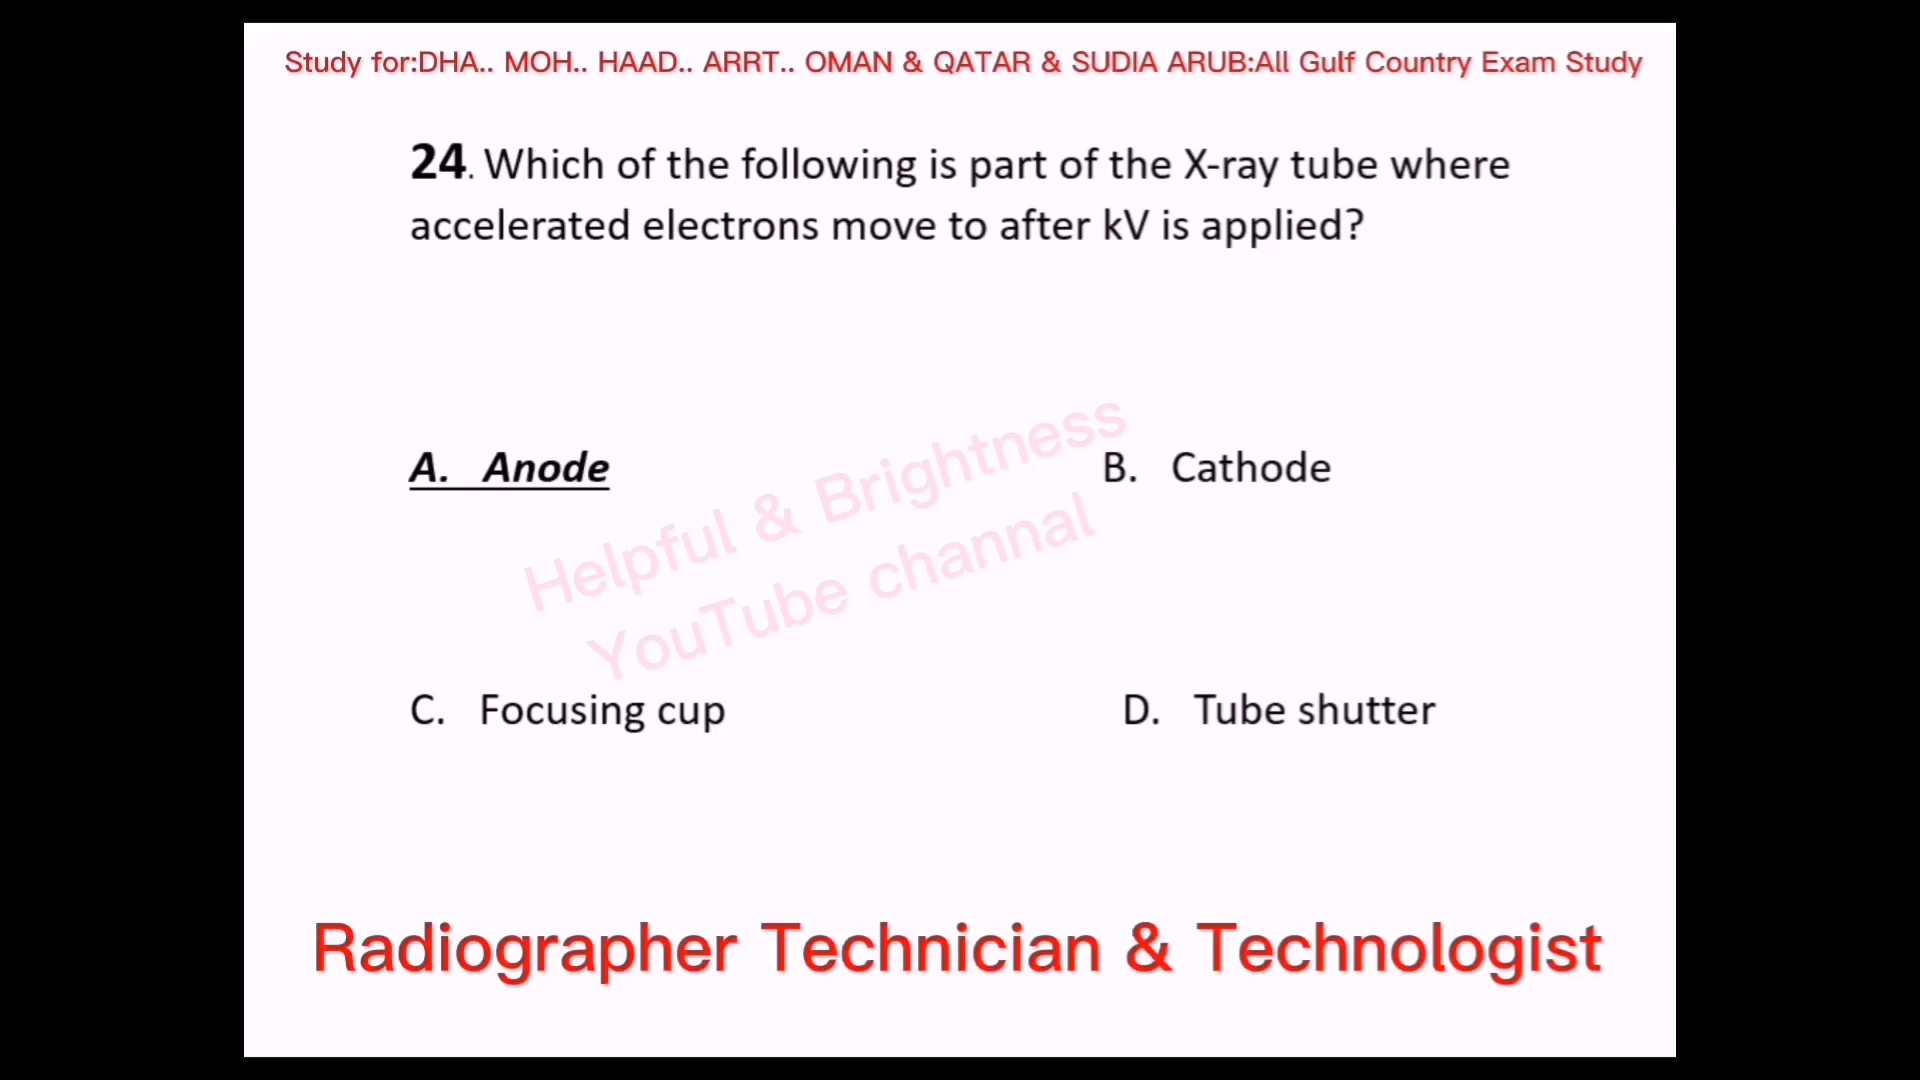 Study for:DHA.. MOH.. HAAD.. ARRT.. OMAN & QATAR & SUDIA ARUB:All Gulf Country Exam Study
24. Which of the following is part of the X-ray tube where
accelerated electrons move to after kV is applied?
A. Anode
B. Cathode
Helpful & Brightness
YouTube channal
C. Focusing cup
D. Tube shutter
Radiographer Technician & Technologist